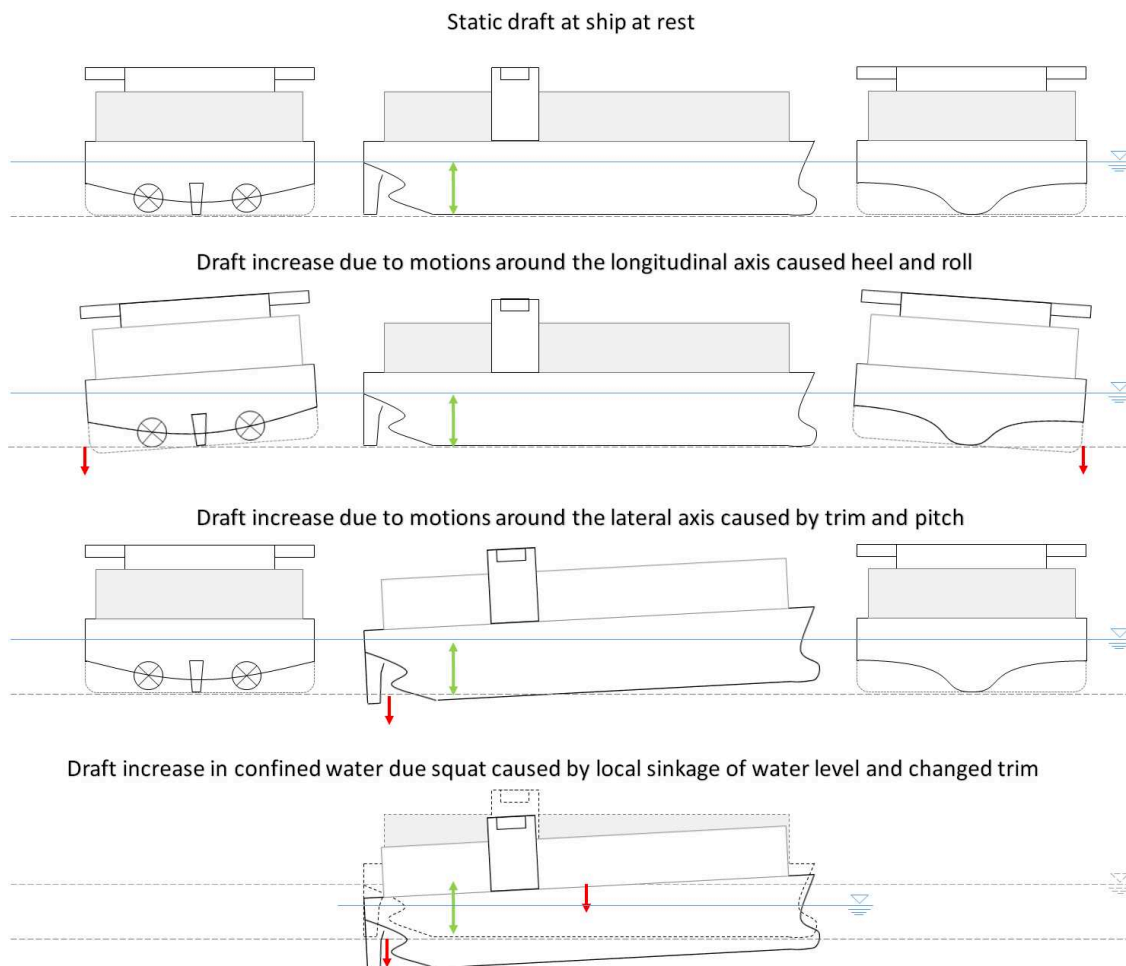 Static draft at ship at rest
Draft increase due to motions around the longitudinal axis caused heel and roll
Draft increase due to motions around the lateral axis caused by trim and pitch
Draft increase in confined water due squat caused by local sinkage of water level and changed trim